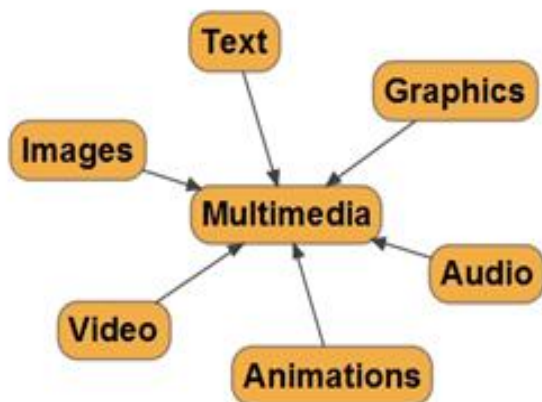 Text
Graphics
Images
Multimedia
Audio
Video
Animations